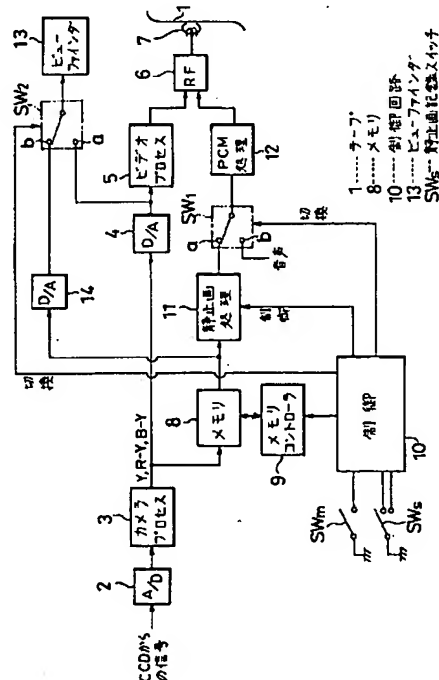 13
ビュー
ファインダ
SW2
b
a
14
D/A
切換
1
7
6
RF
5
ビデオ
プロセス
12
PCM
処理
4
D/A
SW1
a
b
音声
11
静止画
処理
切換
制御
Y,R-Y,B-Y
8
メモリ
9
メモリ
コントローラ
3
カメラ
プロセス
2
A/D
CCDから
の信号
制御
10
SWm
SWs
1……テープ
8……メモリ
10……制御回路
13……ビューファインダ
SWs……静止画記録スイッチ